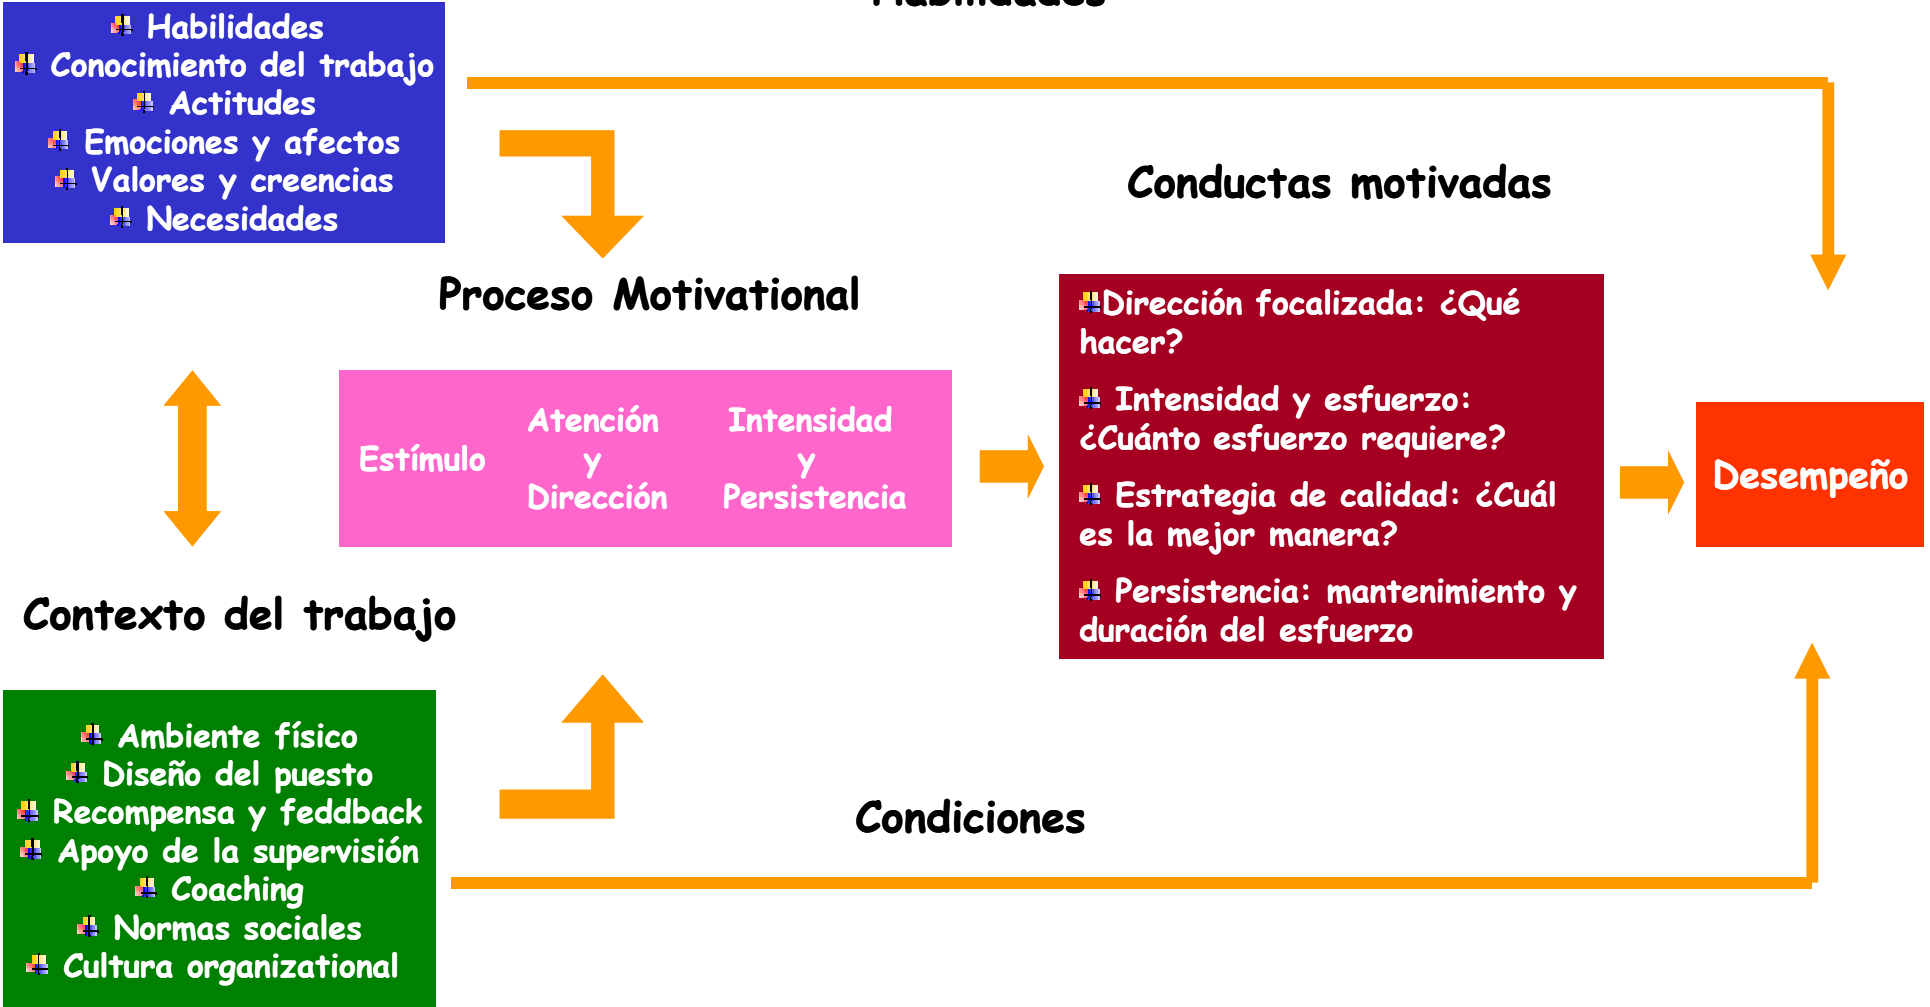 Habilidades
Habilidades
Conocimiento del trabajo
Actitudes
Emociones y afectos
Valores y creencias
Necesidades
Conductas motivadas
Proceso Motivational
Estímulo
Atención
y
Dirección
Intensidad
y
Persistencia
Dirección focalizada: ¿Qué
hacer?
Intensidad y esfuerzo:
¿Cuánto esfuerzo requiere?
Estrategia de calidad: ¿Cuál
es la mejor manera?
Persistencia: mantenimiento y
duración del esfuerzo
Desempeño
Contexto del trabajo
Ambiente físico
Diseño del puesto
Recompensa y feddback
Apoyo de la supervisión
Coaching
Normas sociales
Cultura organizational
Condiciones